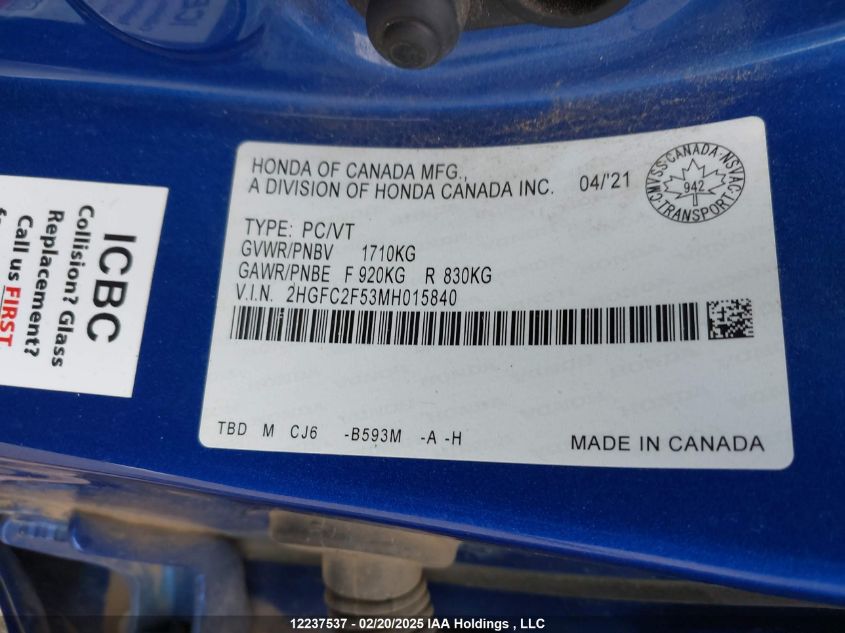 HONDA OF CANADA MFG.,
A DIVISION OF HONDA CANADA INC. 04/'21
CMVSS·CANADA·NSVAC
942
TRANSPORT
TYPE: PC/VT
GVWR/PNBV 1710KG
GAWR/PNBE F 920KG R 830KG
V.I.N. 2HGFC2F53MH015840
TBD M CJ6 -B593M -A -H
MADE IN CANADA
ICBC
Collision? Glass
Replacement?
Call us FIRST
12237537 - 02/20/2025 IAA Holdings , LLC